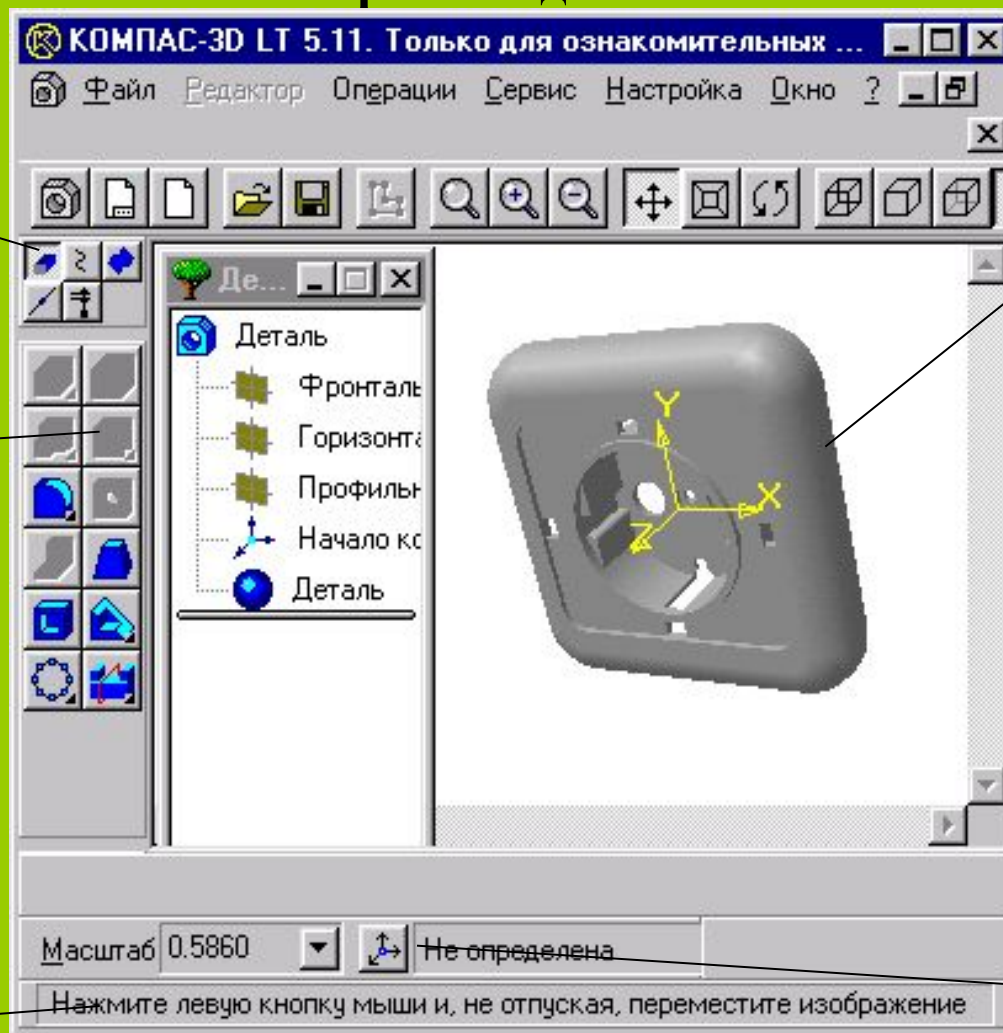 КОМПАС-3D LT 5.11. Только для ознакомительных ...
Файл Редактор Операции Сервис Настройка Окно ?
Де...
Деталь
Фронталь
Горизонта
Профильн
Начало ко
Деталь
Y
X
Z
Масштаб 0.5860 Не определена
Нажмите левую кнопку мыши и, не отпуская, переместите изображение